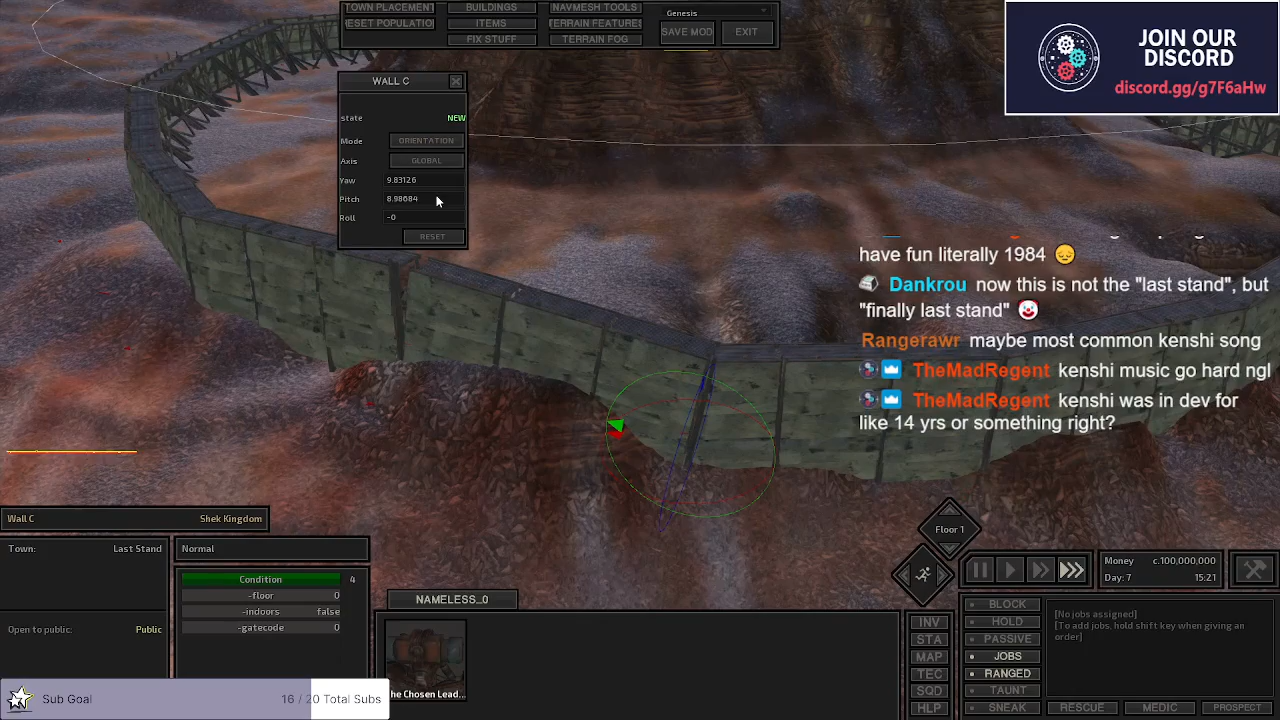 TOWN PLACEMENT
BUILDINGS
NAVMESH TOOLS
Genesis
ITEMS
TERRAIN FEATURES
SAVE MOD
EXIT
FIX STUFF
TERRAIN FOG
JOIN OUR
DISCORD
discord.gg/g7F6aHw
WALL C
state NEW
Mode ORIENTATION
Axis GLOBAL
Yaw 9.83126
Pitch 8.98684
Roll -0
RESET
have fun literally 1984 😔
Dankrou now this is not the "last stand", but
"finally last stand" 🤡
Rangerawr maybe most common kenshi song
TheMadRegent kenshi music go hard ngl
TheMadRegent kenshi was in dev for
like 14 yrs or something right?
Wall C Shek Kingdom
Town: Last Stand
Open to public: Public
Normal
Condition 4
-floor 0
-indoors false
-gatecode 0
NAMELESS_0
he Chosen Lead...
Sub Goal 16 / 20 Total Subs
Floor 1
Money c.100,000,000
Day: 7 15:21
INV
STA
MAP
TEC
SQD
HLP
BLOCK
HOLD
PASSIVE
JOBS
RANGED
TAUNT
SNEAK
[No jobs assigned]
[To add jobs, hold shift key when giving an
order]
RESCUE
MEDIC
PROSPECT